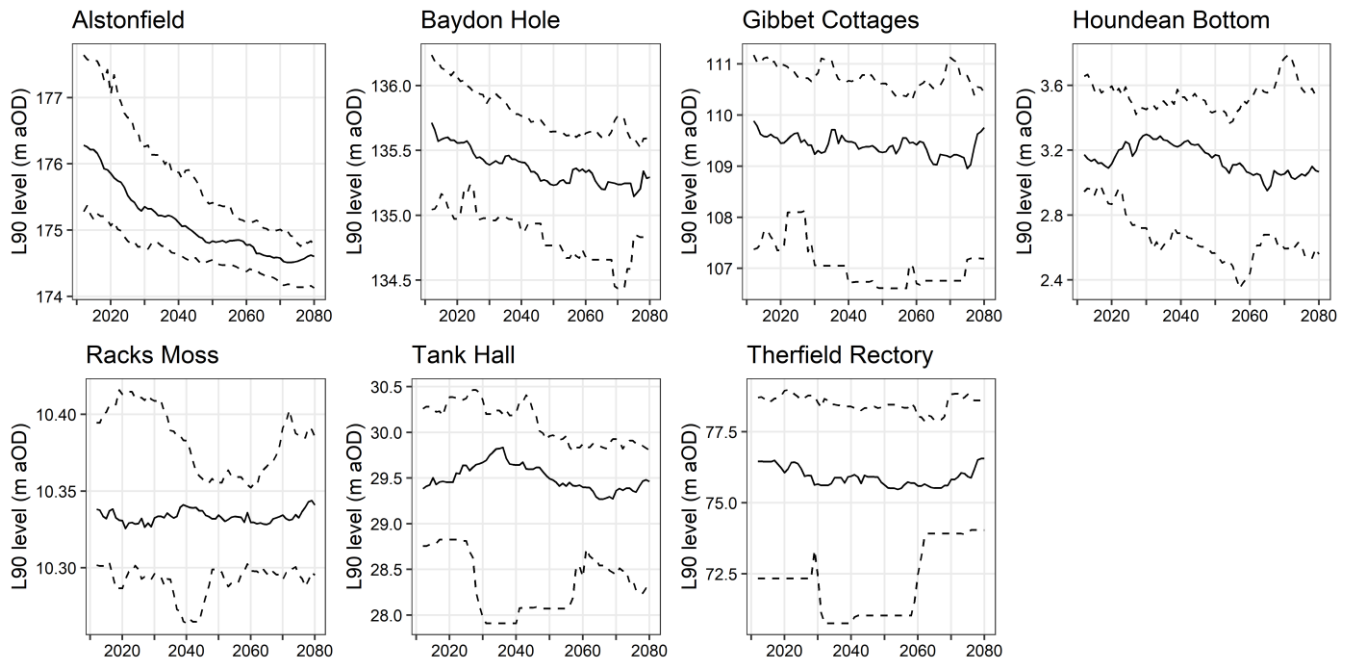 Alstonfield
Baydon Hole
Gibbet Cottages
Houndean Bottom
L90 level (m aOD)
177
176
175
174
2020 2040 2060 2080
L90 level (m aOD)
136.0
135.5
135.0
134.5
2020 2040 2060 2080
L90 level (m aOD)
111
110
109
108
107
2020 2040 2060 2080
L90 level (m aOD)
3.6
3.2
2.8
2.4
2020 2040 2060 2080
Racks Moss
Tank Hall
Therfield Rectory
L90 level (m aOD)
10.40
10.35
10.30
2020 2040 2060 2080
L90 level (m aOD)
30.5
30.0
29.5
29.0
28.5
28.0
2020 2040 2060 2080
L90 level (m aOD)
77.5
75.0
72.5
2020 2040 2060 2080